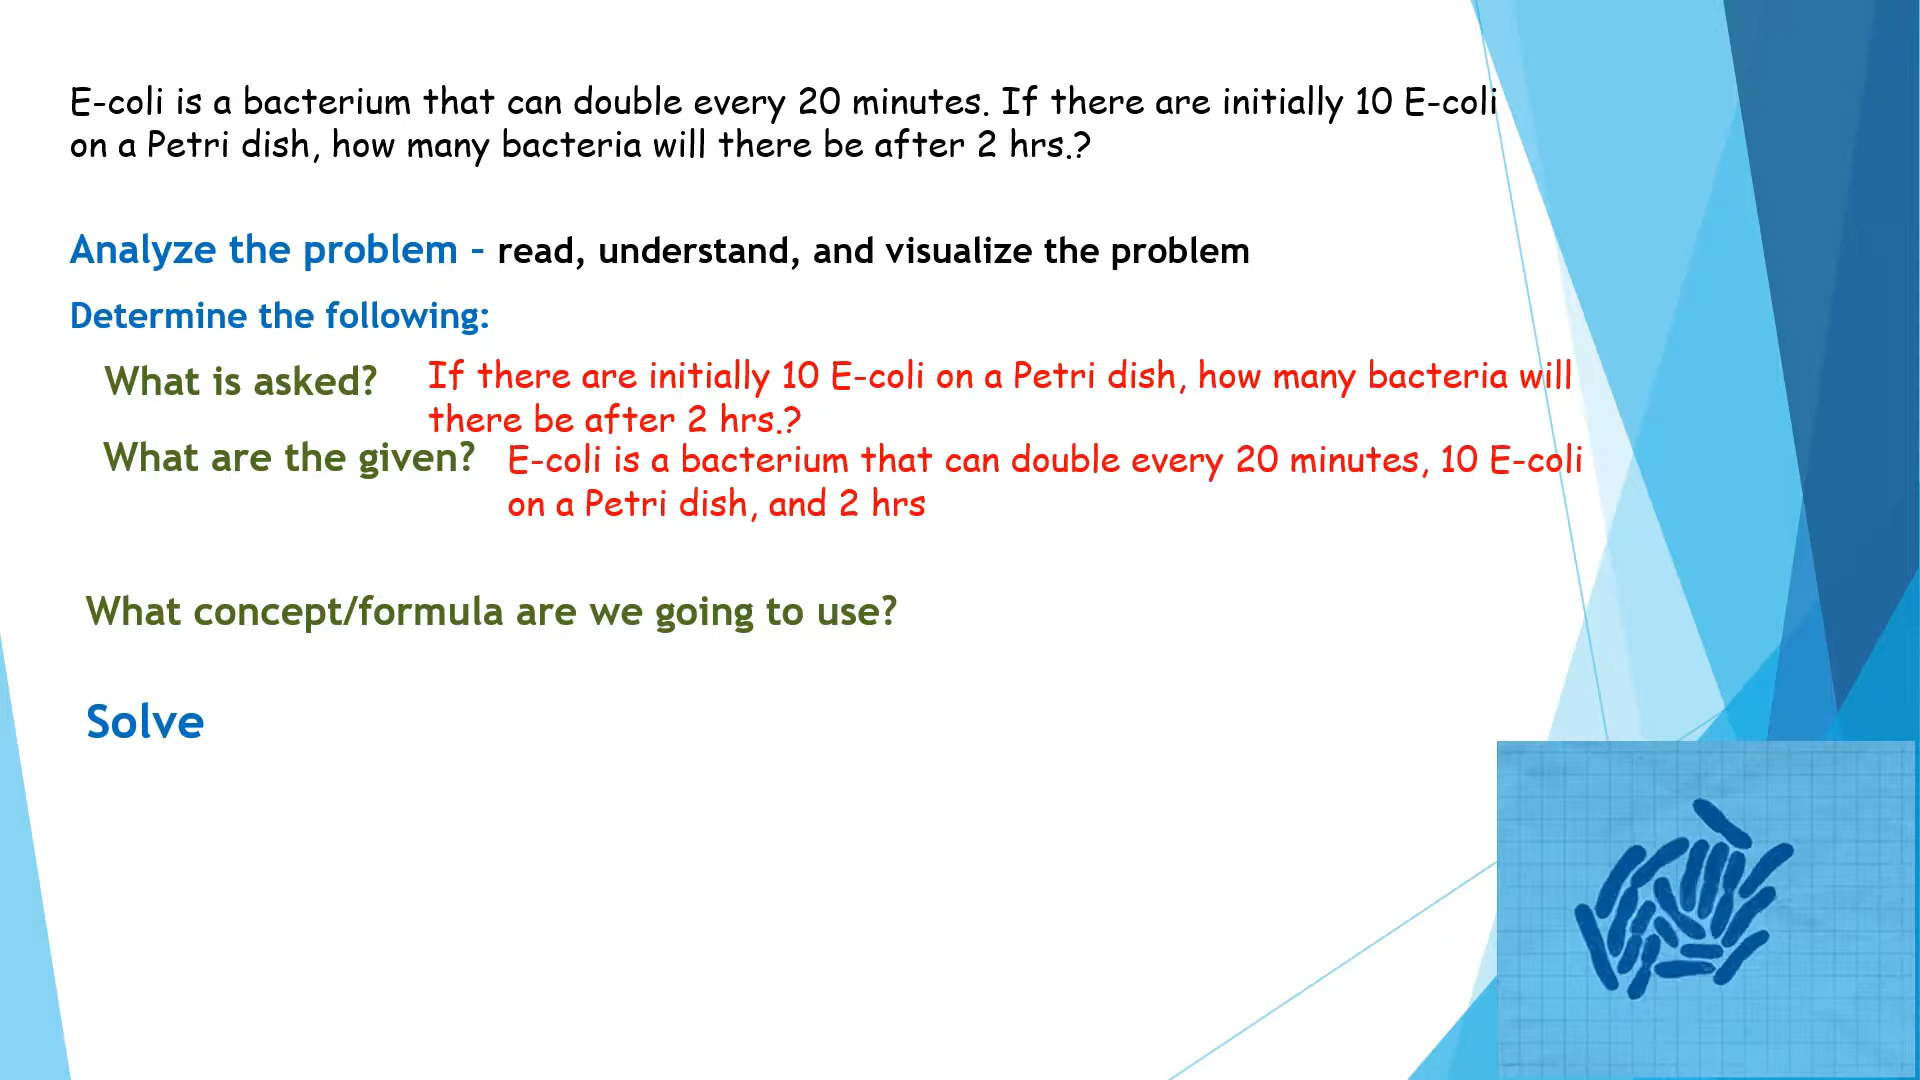 E-coli is a bacterium that can double every 20 minutes. If there are initially 10 E-coli
on a Petri dish, how many bacteria will there be after 2 hrs.?
Analyze the problem – read, understand, and visualize the problem
Determine the following:
What is asked?
If there are initially 10 E-coli on a Petri dish, how many bacteria will
there be after 2 hrs.?
What are the given?
E-coli is a bacterium that can double every 20 minutes, 10 E-coli
on a Petri dish, and 2 hrs
What concept/formula are we going to use?
Solve